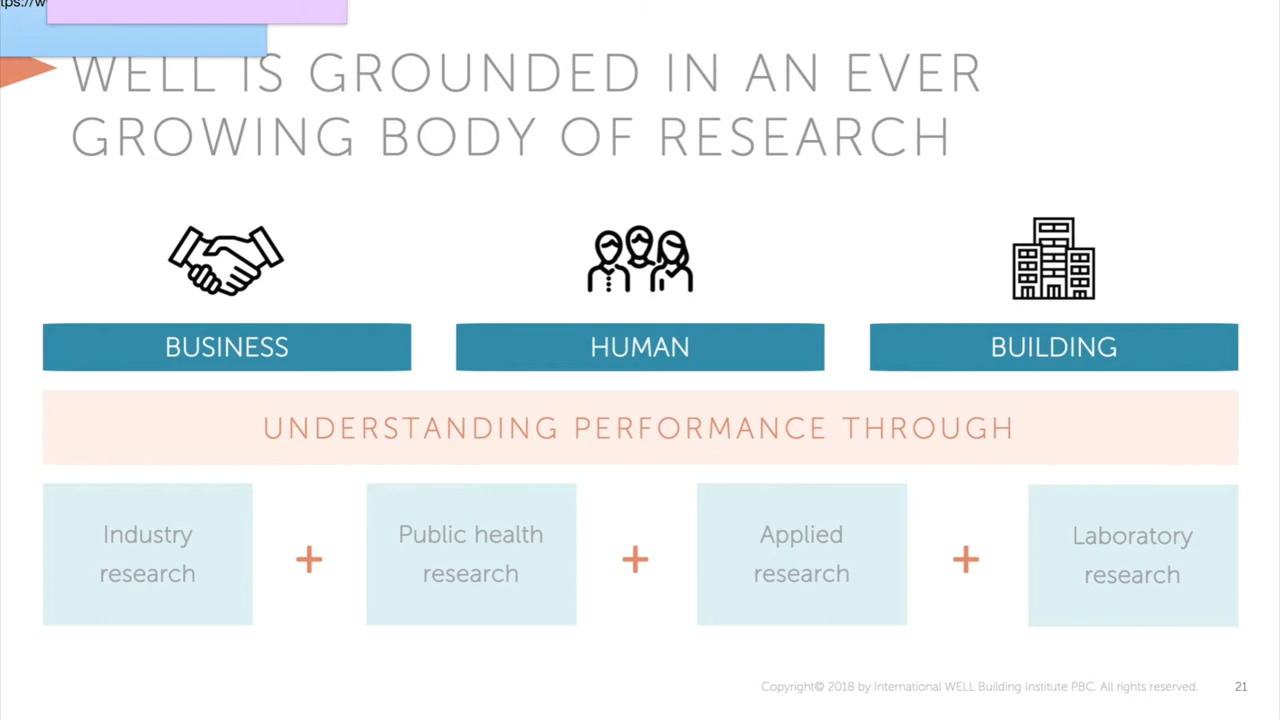 WELL IS GROUNDED IN AN EVER
GROWING BODY OF RESEARCH
BUSINESS
HUMAN
BUILDING
UNDERSTANDING PERFORMANCE THROUGH
Industry
research
+
Public health
research
+
Applied
research
+
Laboratory
research
Copyright© 2018 by International WELL Building Institute PBC. All rights reserved.
21